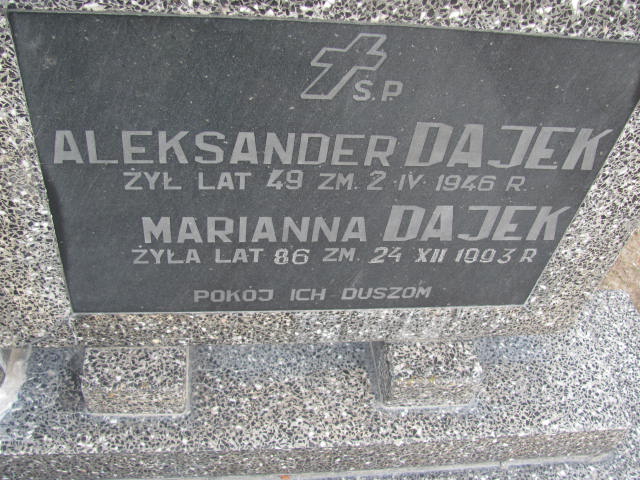 Ś.P.
ALEKSANDER DAJEK
ŻYŁ LAT 49 ZM. 2 IV 1946 R.
MARIANNA DAJEK
ŻYŁA LAT 86 ZM. 24 XII 1993 R
POKÓJ ICH DUSZOM